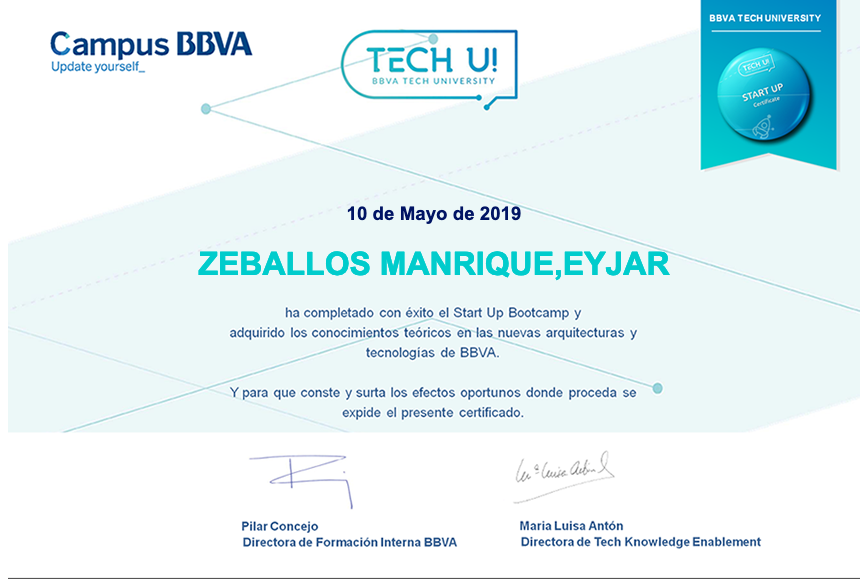 Campus BBVA
Update yourself_
TECH U!
BBVA TECH UNIVERSITY
BBVA TECH UNIVERSITY
TECH U!
START UP
Certificate
10 de Mayo de 2019
ZEBALLOS MANRIQUE,EYJAR
ha completado con éxito el Start Up Bootcamp y
adquirido los conocimientos teóricos en las nuevas arquitecturas y
tecnologías de BBVA.
Y para que conste y surta los efectos oportunos donde proceda se
expide el presente certificado.
Pilar Concejo
Directora de Formación Interna BBVA
Maria Luisa Antón
Directora de Tech Knowledge Enablement